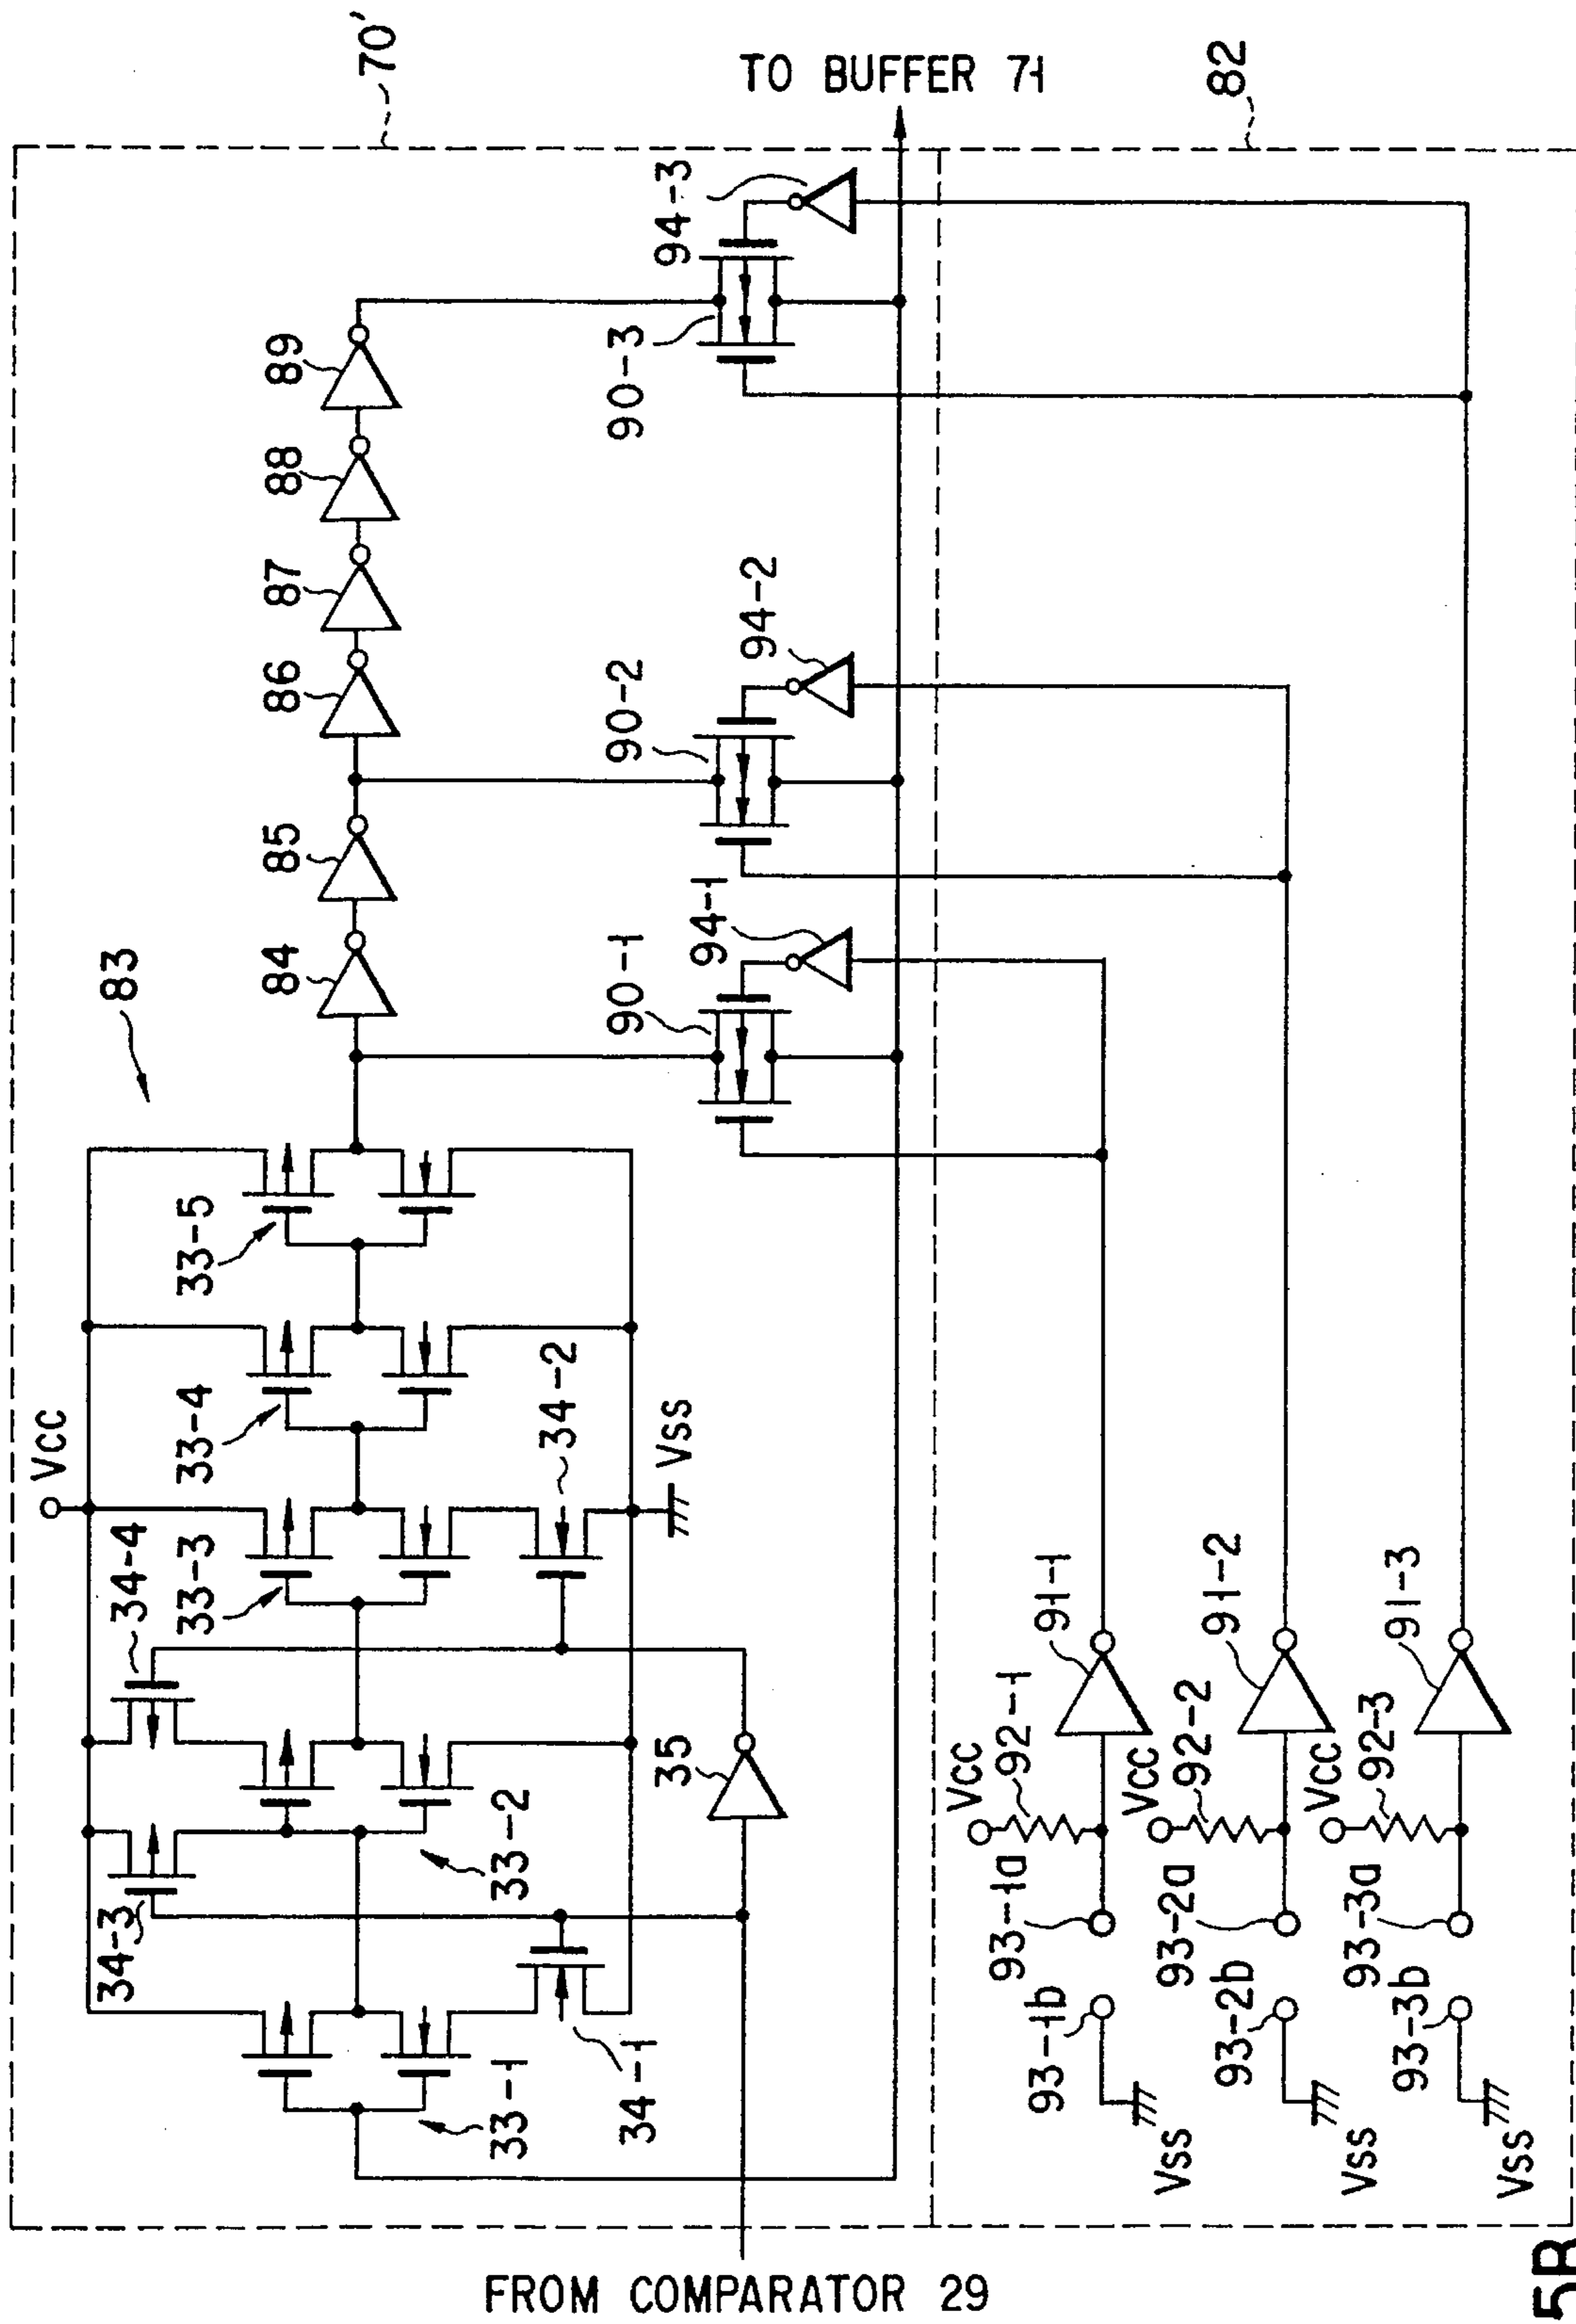 70'
83
Vcc
34-4
34-3
33-3
33-4
33-5
84
85
86
87
88
89
33-2
34-2
33-1
34-1
35
Vss
90-1
94-1
90-2
94-2
90-3
94-3
TO BUFFER 71
FROM COMPARATOR 29
82
Vcc
92-1
91-1
93-1a
93-1b
Vss
Vcc
92-2
91-2
93-2a
93-2b
Vss
Vcc
92-3
91-3
93-3a
93-3b
Vss
5B